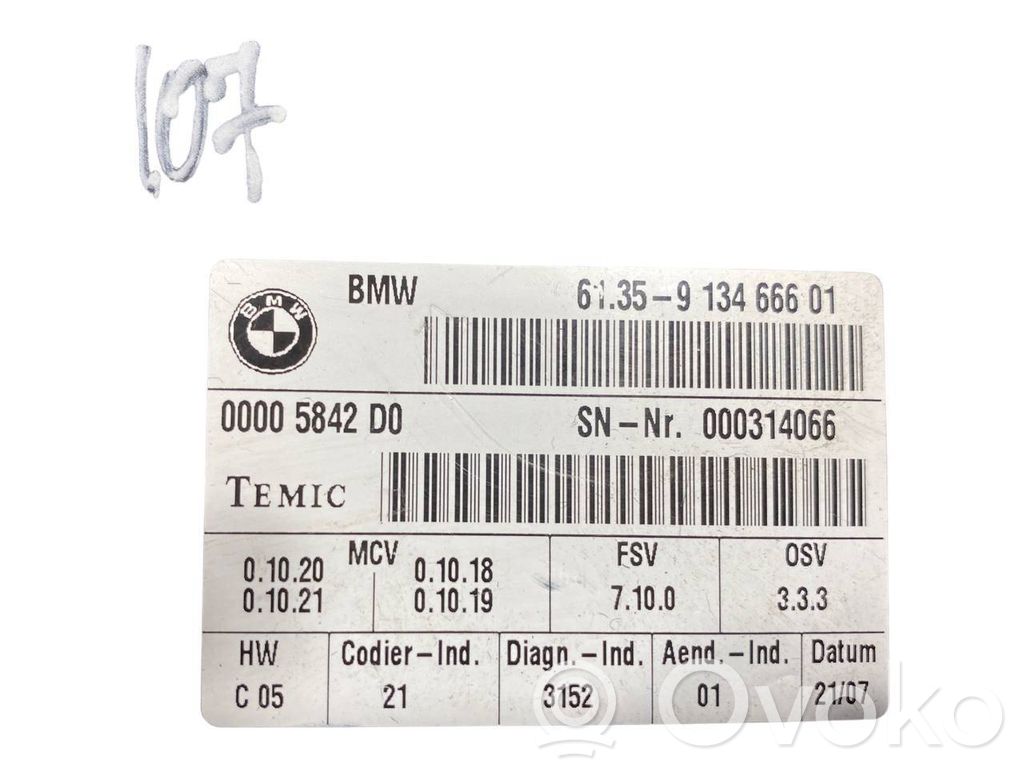 1.07
BMW 61.35-9 134 666 01
BMW
0000 5842 D0 SN-Nr. 000314066
TEMIC
MCV FSV OSV
0.10.20 0.10.18
0.10.21 0.10.19 7.10.0 3.3.3
HW Codier-Ind. Diagn.-Ind. Aend.-Ind. Datum
C 05 21 3152 01 21/07
Ovoko